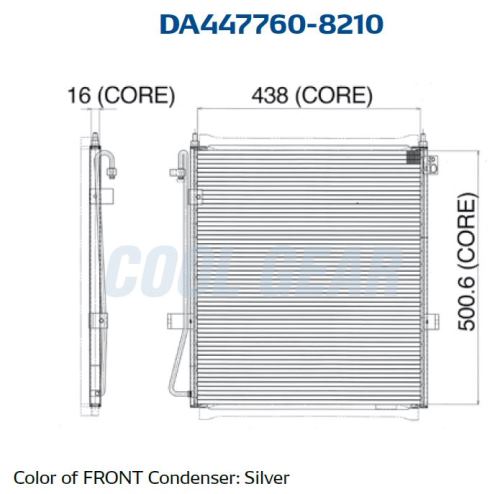 DA447760-8210
16 (CORE)
438 (CORE)
500.6 (CORE)
COOL GEAR
Color of FRONT Condenser: Silver